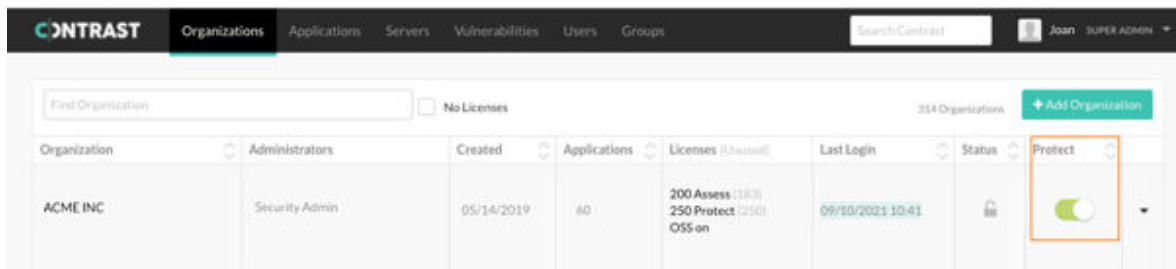 CONTRAST Organizations Applications Servers Vulnerabilities Users Groups Search Contrast Joan SUPER ADMIN
Find Organization No Licenses 314 Organizations +Add Organization
Organization Administrators Created Applications Licenses (Unused) Last Login Status Protect
ACME INC Security Admin 05/14/2019 60 200 Assess (183) 09/10/2021 10:41
250 Protect (250)
OSS on